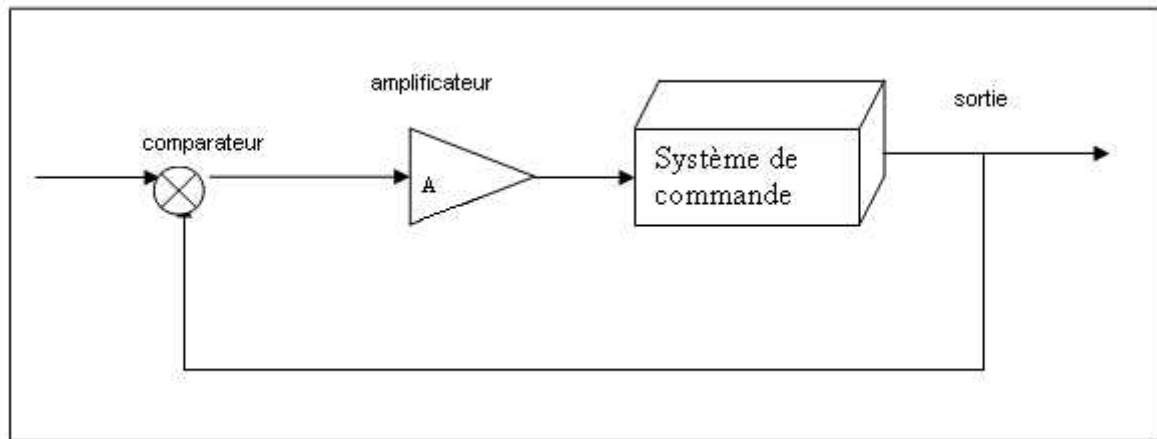 amplificateur
sortie
comparateur
A
Système de
commande